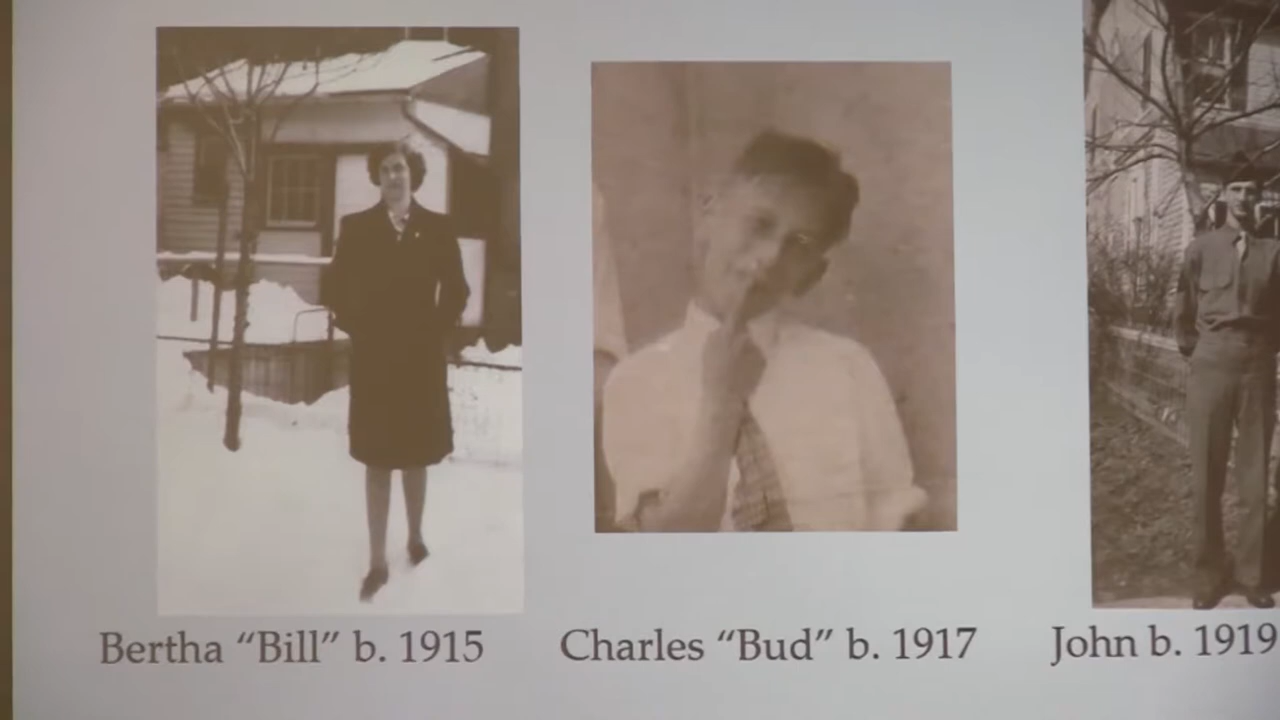 Bertha “Bill” b. 1915
Charles “Bud” b. 1917
John b. 1919